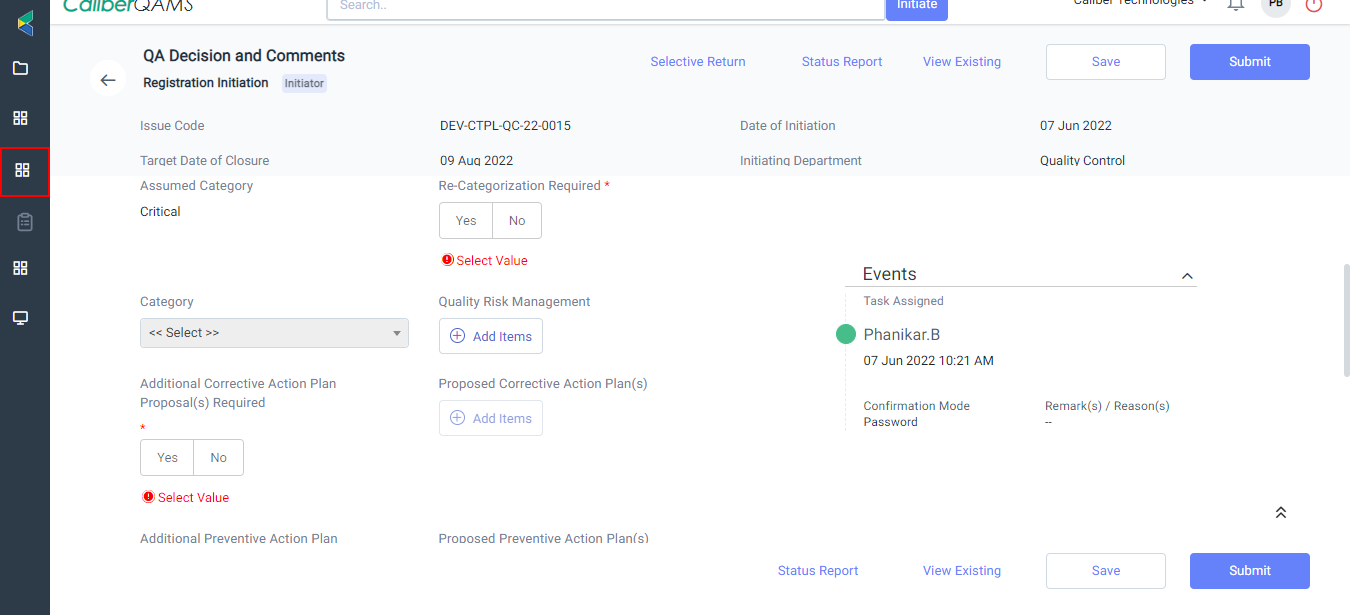 CaliberQAMS
Search..
Initiate
Caliber Technologies
PB
QA Decision and Comments
Registration Initiation Initiator
Selective Return
Status Report
View Existing
Save
Submit
Issue Code
DEV-CTPL-QC-22-0015
Date of Initiation
07 Jun 2022
Target Date of Closure
09 Aug 2022
Initiating Department
Quality Control
Assumed Category
Critical
Re-Categorization Required *
Yes No
Select Value
Category
<< Select >>
Quality Risk Management
Add Items
Additional Corrective Action Plan
Proposal(s) Required
*
Yes No
Select Value
Proposed Corrective Action Plan(s)
Add Items
Additional Preventive Action Plan
Proposed Preventive Action Plan(s)
Events
Task Assigned
Phanikar.B
07 Jun 2022 10:21 AM
Confirmation Mode
Password
Remark(s) / Reason(s)
--
Status Report
View Existing
Save
Submit